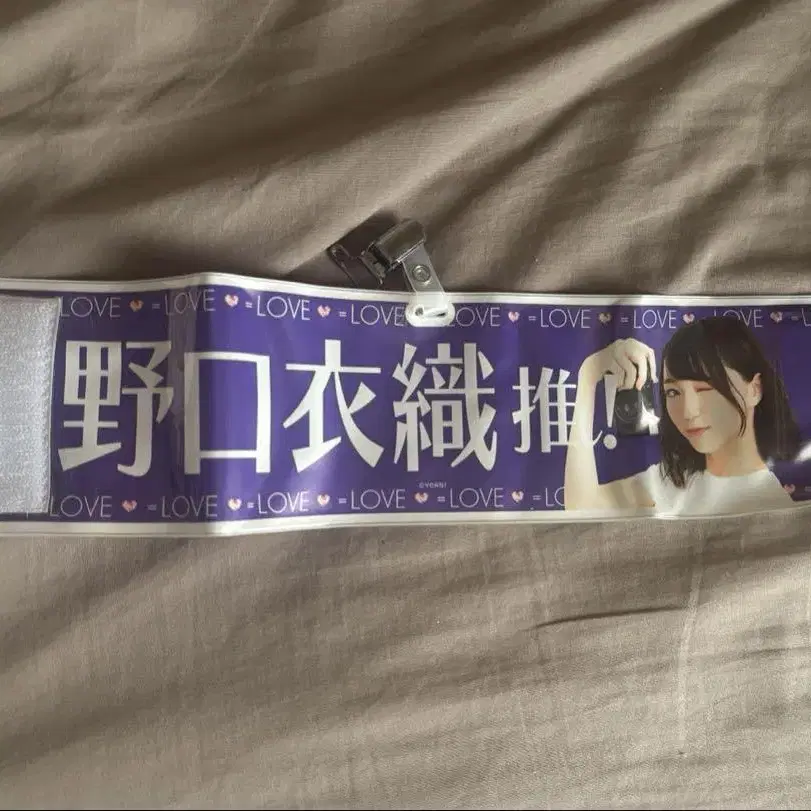 LOVE = LOVE = LOVE = LOVE LOVE = LOVE = LOVE = LOVE
野口衣織 推し!
©YOANI
LOVE = LOVE = LOVE = LOVE = LOVE